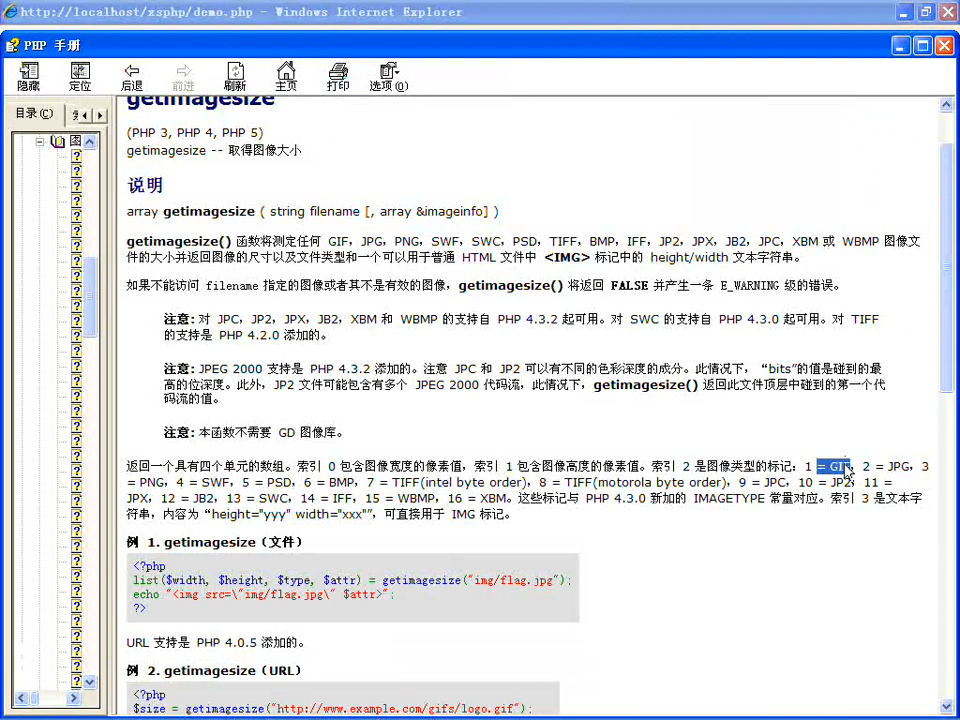 http://localhost/xsphp/demo.php - Windows Internet Explorer
PHP 手册
隐藏 定位 后退 前进 刷新 主页 打印 选项(O)
目录(C)
图
getimagesize
(PHP 3, PHP 4, PHP 5)
getimagesize -- 取得图像大小
说明
array getimagesize ( string filename [, array &imageinfo] )
getimagesize() 函数将测定任何 GIF，JPG，PNG，SWF，SWC，PSD，TIFF，BMP，IFF，JP2，JPX，JB2，JPC，XBM 或 WBMP 图像文
件的大小并返回图像的尺寸以及文件类型和一个可以用于普通 HTML 文件中 <IMG> 标记中的 height/width 文本字符串。
如果不能访问 filename 指定的图像或者其不是有效的图像，getimagesize() 将返回 FALSE 并产生一条 E_WARNING 级的错误。
注意: 对 JPC，JP2，JPX，JB2，XBM 和 WBMP 的支持自 PHP 4.3.2 起可用。对 SWC 的支持自 PHP 4.3.0 起可用。对 TIFF
的支持是 PHP 4.2.0 添加的。
注意: JPEG 2000 支持是 PHP 4.3.2 添加的。注意 JPC 和 JP2 可以有不同的色彩深度的成分。此情况下，“bits”的值是碰到的最
高的位深度。此外，JP2 文件可能包含有多个 JPEG 2000 代码流，此情况下，getimagesize() 返回此文件顶层中碰到的第一个代
码流的值。
注意: 本函数不需要 GD 图像库。
返回一个具有四个单元的数组。索引 0 包含图像宽度的像素值，索引 1 包含图像高度的像素值。索引 2 是图像类型的标记：1 = GIF，2 = JPG，3
= PNG，4 = SWF，5 = PSD，6 = BMP，7 = TIFF(intel byte order)，8 = TIFF(motorola byte order)，9 = JPC，10 = JP2，11 =
JPX，12 = JB2，13 = SWC，14 = IFF，15 = WBMP，16 = XBM。这些标记与 PHP 4.3.0 新加的 IMAGETYPE 常量对应。索引 3 是文本字
符串，内容为“height="yyy" width="xxx"”，可直接用于 IMG 标记。
例 1. getimagesize（文件）
<?php
list($width, $height, $type, $attr) = getimagesize("img/flag.jpg");
echo "<img src=\"img/flag.jpg\" $attr>";
?>
URL 支持是 PHP 4.0.5 添加的。
例 2. getimagesize（URL）
<?php
$size = getimagesize("http://www.example.com/gifs/logo.gif");